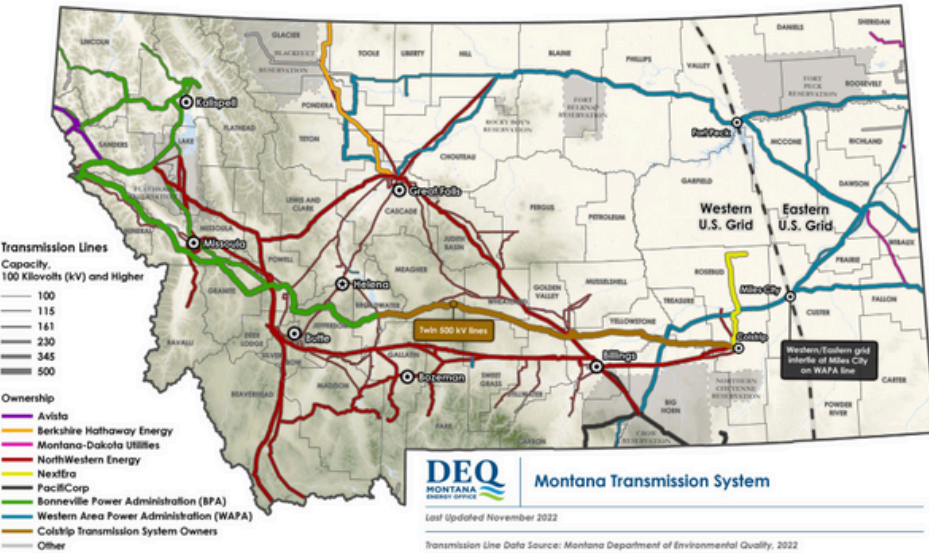 LINCOLN
GLACIER
BLACKFEET
RESERVATION
TOOLE
LIBERTY
HILL
BLAINE
PHILLIPS
VALLEY
DANIELS
SHERIDAN
FORT
PECK
RESERVATION
ROOSEVELT
Kalispell
FLATHEAD
PONDERA
TETON
ROCKY BOY'S
RESERVATION
FORT
BELKNAP
RESERVATION
CHOUTEAU
Fort Peck
MCCONE
RICHLAND
SANDERS
LAKE
FLATHEAD
RESERVATION
MINERAL
MISSOULA
Missoula
LEWIS AND
CLARK
Great Falls
CASCADE
JUDITH
BASIN
FERGUS
PETROLEUM
GARFIELD
DAWSON
Western
U.S. Grid
Eastern
U.S. Grid
WIBAUX
PRAIRIE
POWELL
GRANITE
RAVALLI
Helena
MEAGHER
BROADWATER
JEFFERSON
WHEATLAND
GOLDEN
VALLEY
MUSSELSHELL
ROSEBUD
TREASURE
Miles City
CUSTER
FALLON
Twin 500 kV lines
YELLOWSTONE
Colstrip
DEER
LODGE
SILVER BOW
Butte
GALLATIN
Bozeman
MADISON
BEAVERHEAD
PARK
SWEET
GRASS
STILLWATER
CARBON
Billings
BIG
HORN
CROW
RESERVATION
NORTHERN
CHEYENNE
RESERVATION
POWDER
RIVER
CARTER
Western/Eastern grid
intertie at Miles City
on WAPA line
Transmission Lines
Capacity,
100 Kilovolts (kV) and Higher
100
115
161
230
345
500
Ownership
Avista
Berkshire Hathaway Energy
Montana-Dakota Utilities
NorthWestern Energy
NextEra
PacifiCorp
Bonneville Power Administration (BPA)
Western Area Power Administration (WAPA)
Colstrip Transmission System Owners
Other
DEQ
MONTANA
ENERGY OFFICE
Montana Transmission System
Last Updated November 2022
Transmission Line Data Source: Montana Department of Environmental Quality, 2022